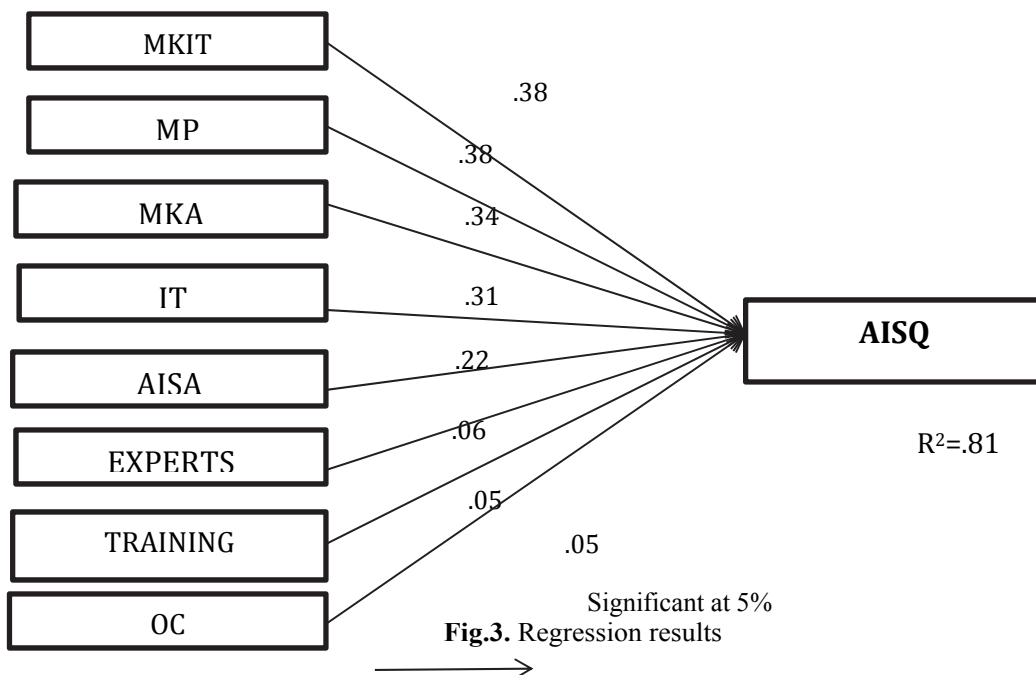 MKIT
.38
MP
.38
MKA
.34
IT
.31
AISQ
AISA
.22
EXPERTS
.06
R²=.81
TRAINING
.05
.05
OC
Significant at 5%
Fig.3. Regression results